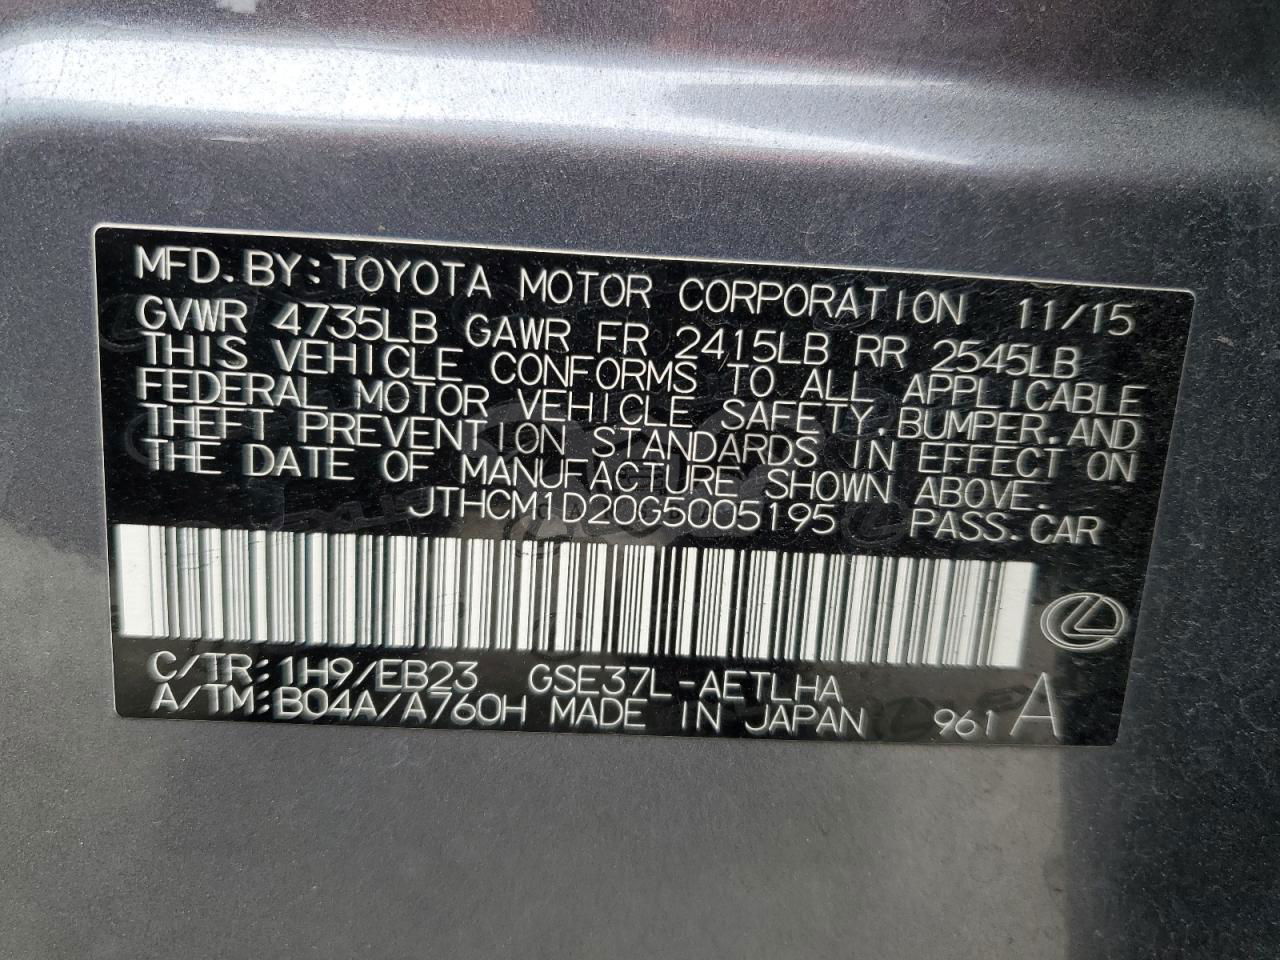 MFD.BY:TOYOTA MOTOR CORPORATION 11/15
GVWR 4735LB GAWR FR 2415LB RR 2545LB
THIS VEHICLE CONFORMS TO ALL APPLICABLE
FEDERAL MOTOR VEHICLE SAFETY,BUMPER,AND
THEFT PREVENTION STANDARDS IN EFFECT ON
THE DATE OF MANUFACTURE SHOWN ABOVE.
JTHCM1D20G5005195 PASS.CAR
C/TR:1H9/EB23 GSE37L-AETLHA
A/TM:B04A/A760H MADE IN JAPAN 961 A